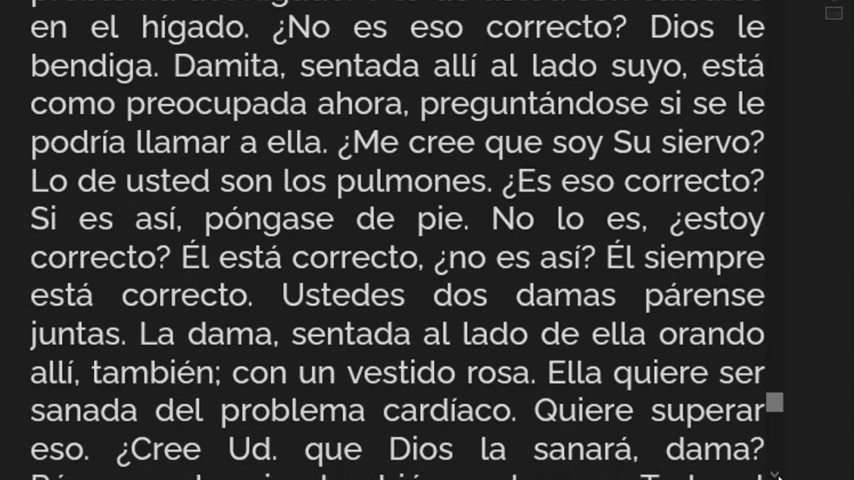 en el hígado. ¿No es eso correcto? Dios le
bendiga. Damita, sentada allí al lado suyo, está
como preocupada ahora, preguntándose si se le
podría llamar a ella. ¿Me cree que soy Su siervo?
Lo de usted son los pulmones. ¿Es eso correcto?
Si es así, póngase de pie. No lo es, ¿estoy
correcto? Él está correcto, ¿no es así? Él siempre
está correcto. Ustedes dos damas párense
juntas. La dama, sentada al lado de ella orando
allí, también; con un vestido rosa. Ella quiere ser
sanada del problema cardíaco. Quiere superar
eso. ¿Cree Ud. que Dios la sanará, dama?